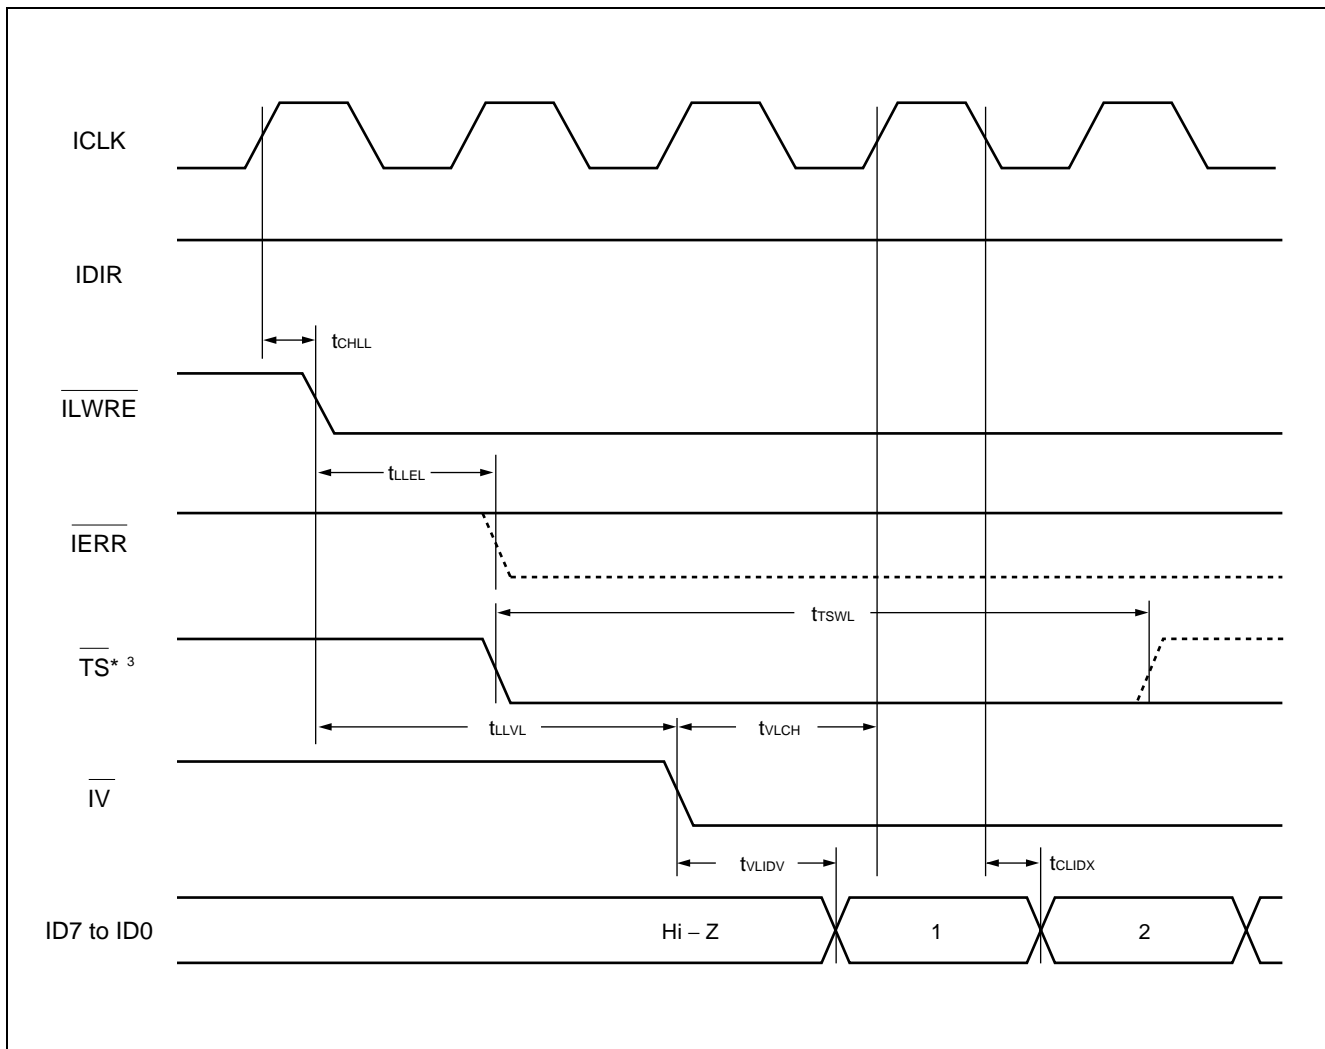 ICLK
IDIR
tCHLL
ILWRE
tLLEL
IERR
tTSWL
TS* 3
tLLVL
tVLCH
IV
tVLIDV
tCLIDX
ID7 to ID0
Hi – Z
1
2